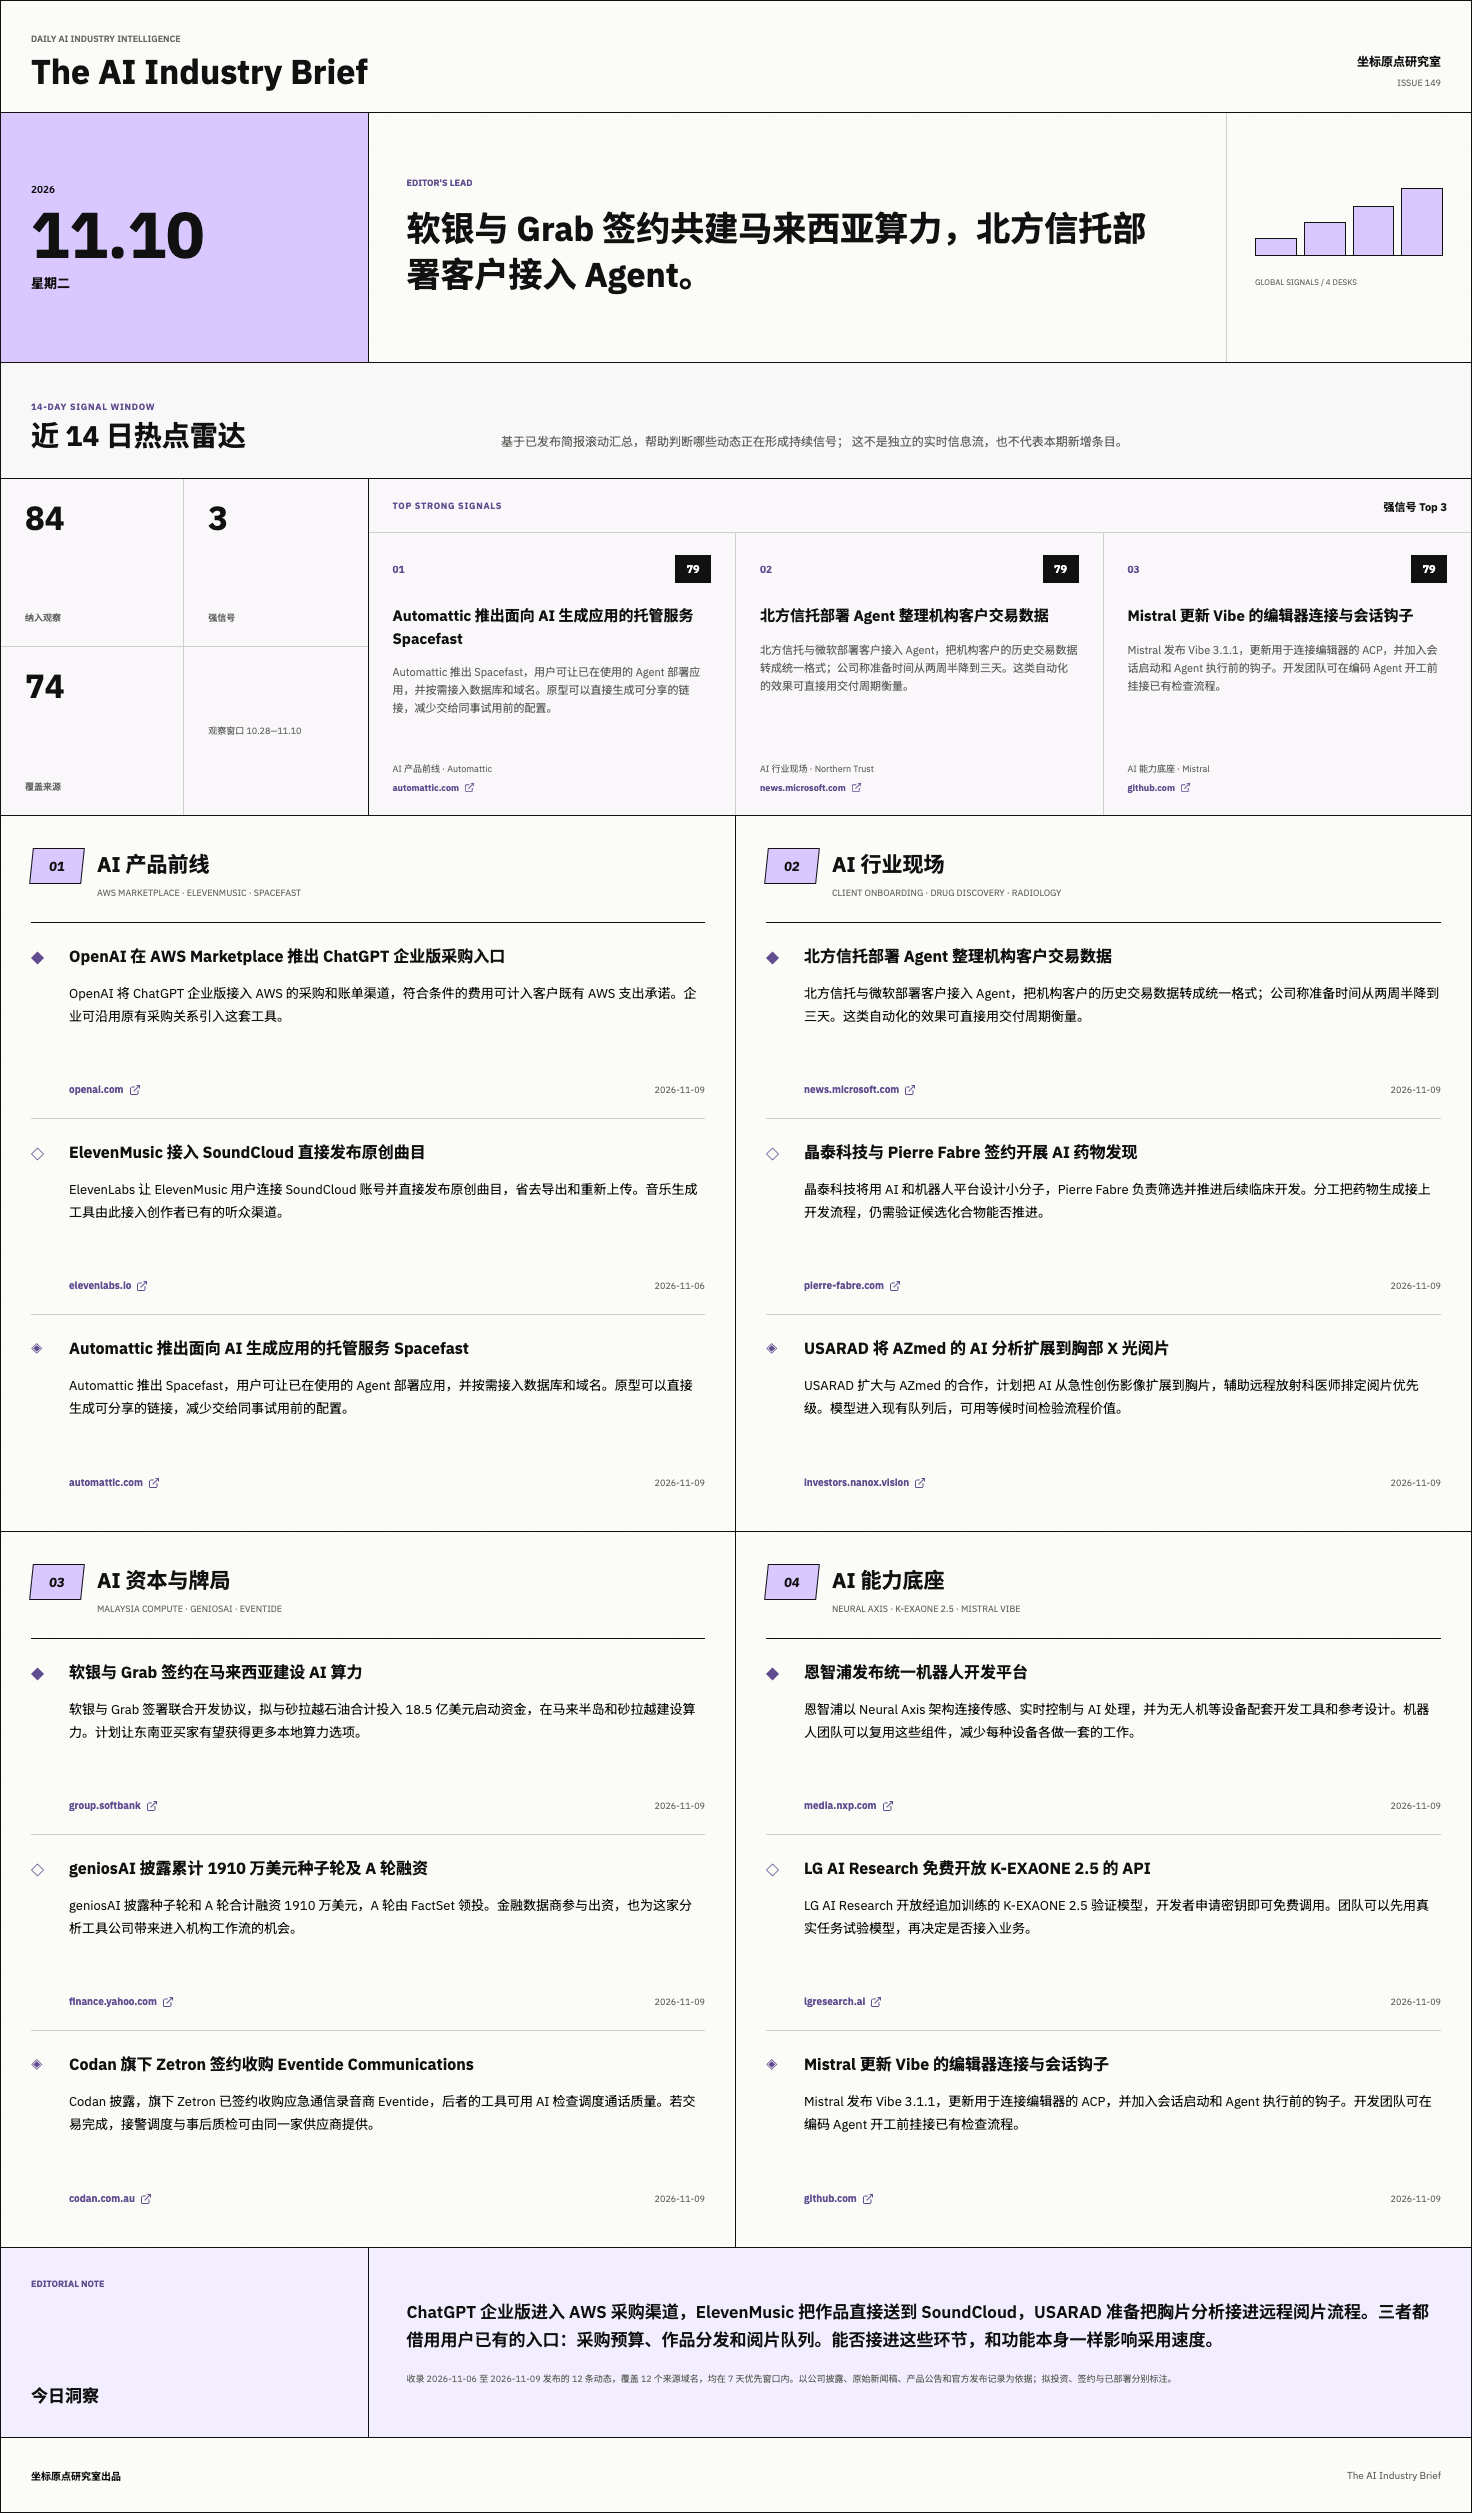 DAILY AI INDUSTRY INTELLIGENCE
The AI Industry Brief
坐标原点研究室
ISSUE 149
2026
11.10
星期二
EDITOR'S LEAD
软银与 Grab 签约共建马来西亚算力，北方信托部
署客户接入 Agent。
GLOBAL SIGNALS / 4 DESKS
14-DAY SIGNAL WINDOW
近 14 日热点雷达
基于已发布简报滚动汇总，帮助判断哪些动态正在形成持续信号； 这不是独立的实时信息流，也不代表本期新增条目。
84
纳入观察
3
强信号
74
覆盖来源
观察窗口 10.28—11.10
TOP STRONG SIGNALS
强信号 Top 3
01
79
Automattic 推出面向 AI 生成应用的托管服务
Spacefast
Automattic 推出 Spacefast，用户可让已在使用的 Agent 部署应
用，并按需接入数据库和域名。原型可以直接生成可分享的链
接，减少交给同事试用前的配置。
AI 产品前线 · Automattic
automattic.com
02
79
北方信托部署 Agent 整理机构客户交易数据
北方信托与微软部署客户接入 Agent，把机构客户的历史交易数据
转成统一格式；公司称准备时间从两周半降到三天。这类自动化
的效果可直接用交付周期衡量。
AI 行业现场 · Northern Trust
news.microsoft.com
03
79
Mistral 更新 Vibe 的编辑器连接与会话钩子
Mistral 发布 Vibe 3.1.1，更新用于连接编辑器的 ACP，并加入会
话启动和 Agent 执行前的钩子。开发团队可在编码 Agent 开工前
挂接已有检查流程。
AI 能力底座 · Mistral
github.com
01
AI 产品前线
AWS MARKETPLACE · ELEVENMUSIC · SPACEFAST
OpenAI 在 AWS Marketplace 推出 ChatGPT 企业版采购入口
OpenAI 将 ChatGPT 企业版接入 AWS 的采购和账单渠道，符合条件的费用可计入客户既有 AWS 支出承诺。企
业可沿用原有采购关系引入这套工具。
openai.com
2026-11-09
ElevenMusic 接入 SoundCloud 直接发布原创曲目
ElevenLabs 让 ElevenMusic 用户连接 SoundCloud 账号并直接发布原创曲目，省去导出和重新上传。音乐生成
工具由此接入创作者已有的听众渠道。
elevenlabs.io
2026-11-06
Automattic 推出面向 AI 生成应用的托管服务 Spacefast
Automattic 推出 Spacefast，用户可让已在使用的 Agent 部署应用，并按需接入数据库和域名。原型可以直接
生成可分享的链接，减少交给同事试用前的配置。
automattic.com
2026-11-09
02
AI 行业现场
CLIENT ONBOARDING · DRUG DISCOVERY · RADIOLOGY
北方信托部署 Agent 整理机构客户交易数据
北方信托与微软部署客户接入 Agent，把机构客户的历史交易数据转成统一格式；公司称准备时间从两周半降到
三天。这类自动化的效果可直接用交付周期衡量。
news.microsoft.com
2026-11-09
晶泰科技与 Pierre Fabre 签约开展 AI 药物发现
晶泰科技将用 AI 和机器人平台设计小分子，Pierre Fabre 负责筛选并推进后续临床开发。分工把药物生成接上
开发流程，仍需验证候选化合物能否推进。
pierre-fabre.com
2026-11-09
USARAD 将 AZmed 的 AI 分析扩展到胸部 X 光阅片
USARAD 扩大与 AZmed 的合作，计划把 AI 从急性创伤影像扩展到胸片，辅助远程放射科医师排定阅片优先
级。模型进入现有队列后，可用等候时间检验流程价值。
investors.nanox.vision
2026-11-09
03
AI 资本与牌局
MALAYSIA COMPUTE · GENIOSAI · EVENTIDE
软银与 Grab 签约在马来西亚建设 AI 算力
软银与 Grab 签署联合开发协议，拟与砂拉越石油合计投入 18.5 亿美元启动资金，在马来半岛和砂拉越建设算
力。计划让东南亚买家有望获得更多本地算力选项。
group.softbank
2026-11-09
geniosAI 披露累计 1910 万美元种子轮及 A 轮融资
geniosAI 披露种子轮和 A 轮合计融资 1910 万美元，A 轮由 FactSet 领投。金融数据商参与出资，也为这家分
析工具公司带来进入机构工作流的机会。
finance.yahoo.com
2026-11-09
Codan 旗下 Zetron 签约收购 Eventide Communications
Codan 披露，旗下 Zetron 已签约收购应急通信录音商 Eventide，后者的工具可用 AI 检查调度通话质量。若交
易完成，接警调度与事后质检可由同一家供应商提供。
codan.com.au
2026-11-09
04
AI 能力底座
NEURAL AXIS · K-EXAONE 2.5 · MISTRAL VIBE
恩智浦发布统一机器人开发平台
恩智浦以 Neural Axis 架构连接传感、实时控制与 AI 处理，并为无人机等设备配套开发工具和参考设计。机器
人团队可以复用这些组件，减少每种设备各做一套的工作。
media.nxp.com
2026-11-09
LG AI Research 免费开放 K-EXAONE 2.5 的 API
LG AI Research 开放经追加训练的 K-EXAONE 2.5 验证模型，开发者申请密钥即可免费调用。团队可以先用真
实任务试验模型，再决定是否接入业务。
lgresearch.ai
2026-11-09
Mistral 更新 Vibe 的编辑器连接与会话钩子
Mistral 发布 Vibe 3.1.1，更新用于连接编辑器的 ACP，并加入会话启动和 Agent 执行前的钩子。开发团队可在
编码 Agent 开工前挂接已有检查流程。
github.com
2026-11-09
EDITORIAL NOTE
今日洞察
ChatGPT 企业版进入 AWS 采购渠道，ElevenMusic 把作品直接送到 SoundCloud，USARAD 准备把胸片分析接进远程阅片流程。三者都
借用用户已有的入口：采购预算、作品分发和阅片队列。能否接进这些环节，和功能本身一样影响采用速度。
收录 2026-11-06 至 2026-11-09 发布的 12 条动态，覆盖 12 个来源域名，均在 7 天优先窗口内。以公司披露、原始新闻稿、产品公告和官方发布记录为依据；拟投资、签约与已部署分别标注。
坐标原点研究室出品
The AI Industry Brief